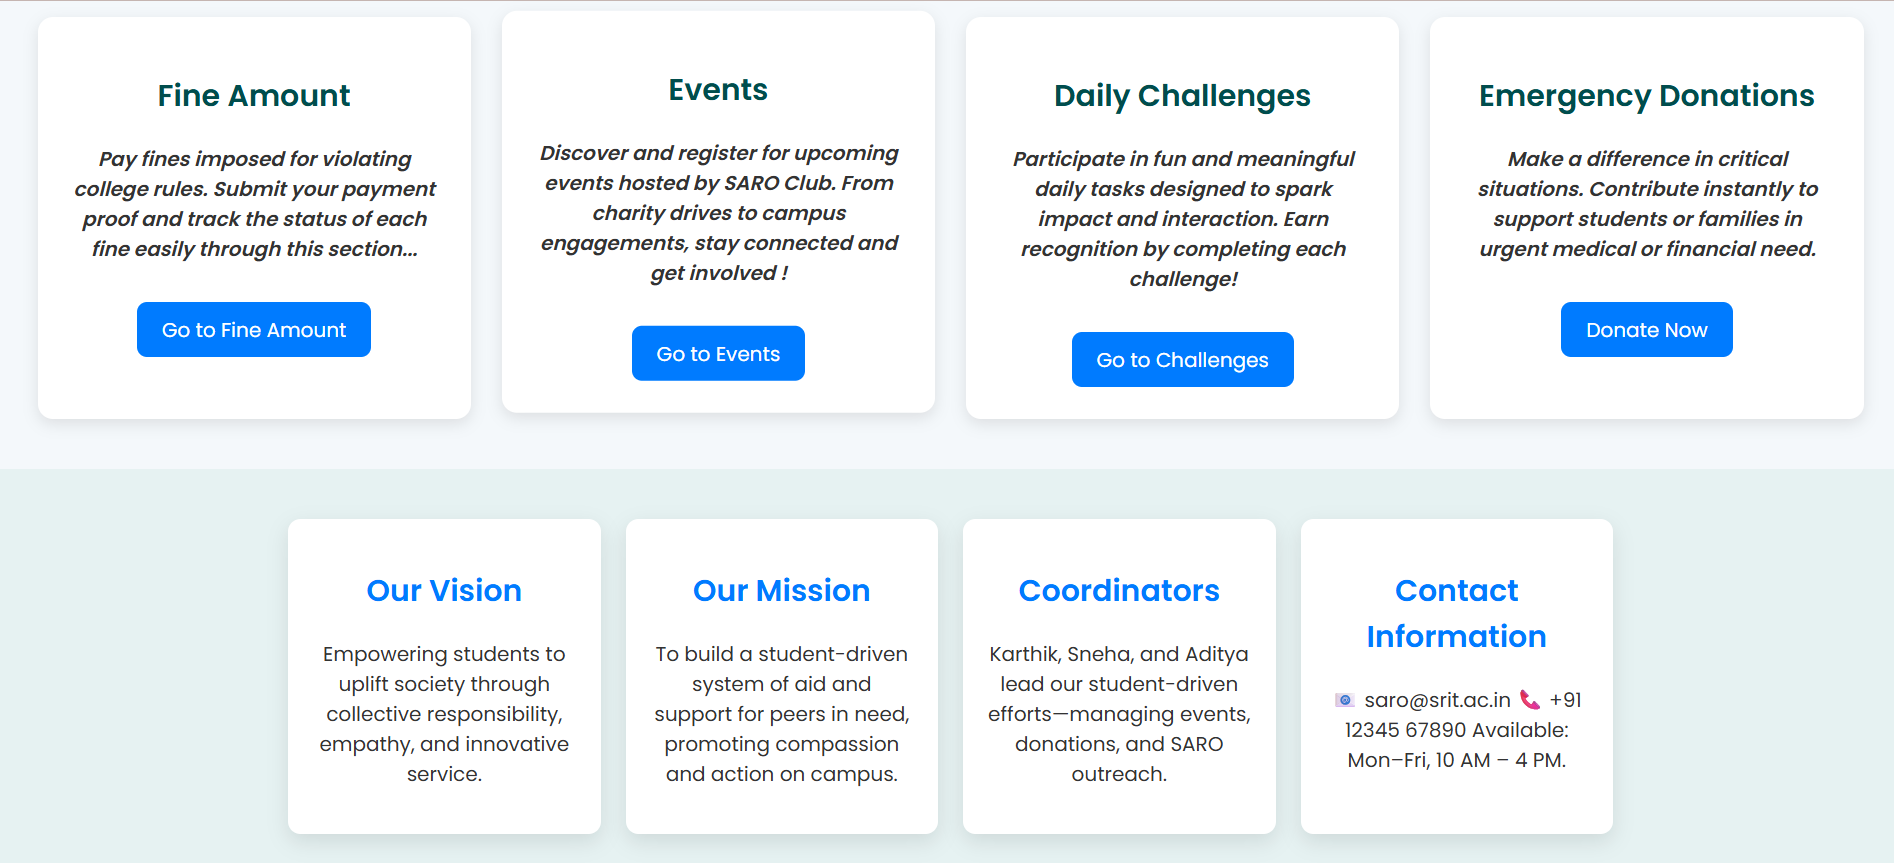 Fine Amount
Pay fines imposed for violating
college rules. Submit your payment
proof and track the status of each
fine easily through this section...
Go to Fine Amount
Events
Discover and register for upcoming
events hosted by SARO Club. From
charity drives to campus
engagements, stay connected and
get involved !
Go to Events
Daily Challenges
Participate in fun and meaningful
daily tasks designed to spark
impact and interaction. Earn
recognition by completing each
challenge!
Go to Challenges
Emergency Donations
Make a difference in critical
situations. Contribute instantly to
support students or families in
urgent medical or financial need.
Donate Now
Our Vision
Empowering students to
uplift society through
collective responsibility,
empathy, and innovative
service.
Our Mission
To build a student-driven
system of aid and
support for peers in need,
promoting compassion
and action on campus.
Coordinators
Karthik, Sneha, and Aditya
lead our student-driven
efforts—managing events,
donations, and SARO
outreach.
Contact
Information
📧 saro@srit.ac.in 📞 +91
12345 67890 Available:
Mon–Fri, 10 AM – 4 PM.